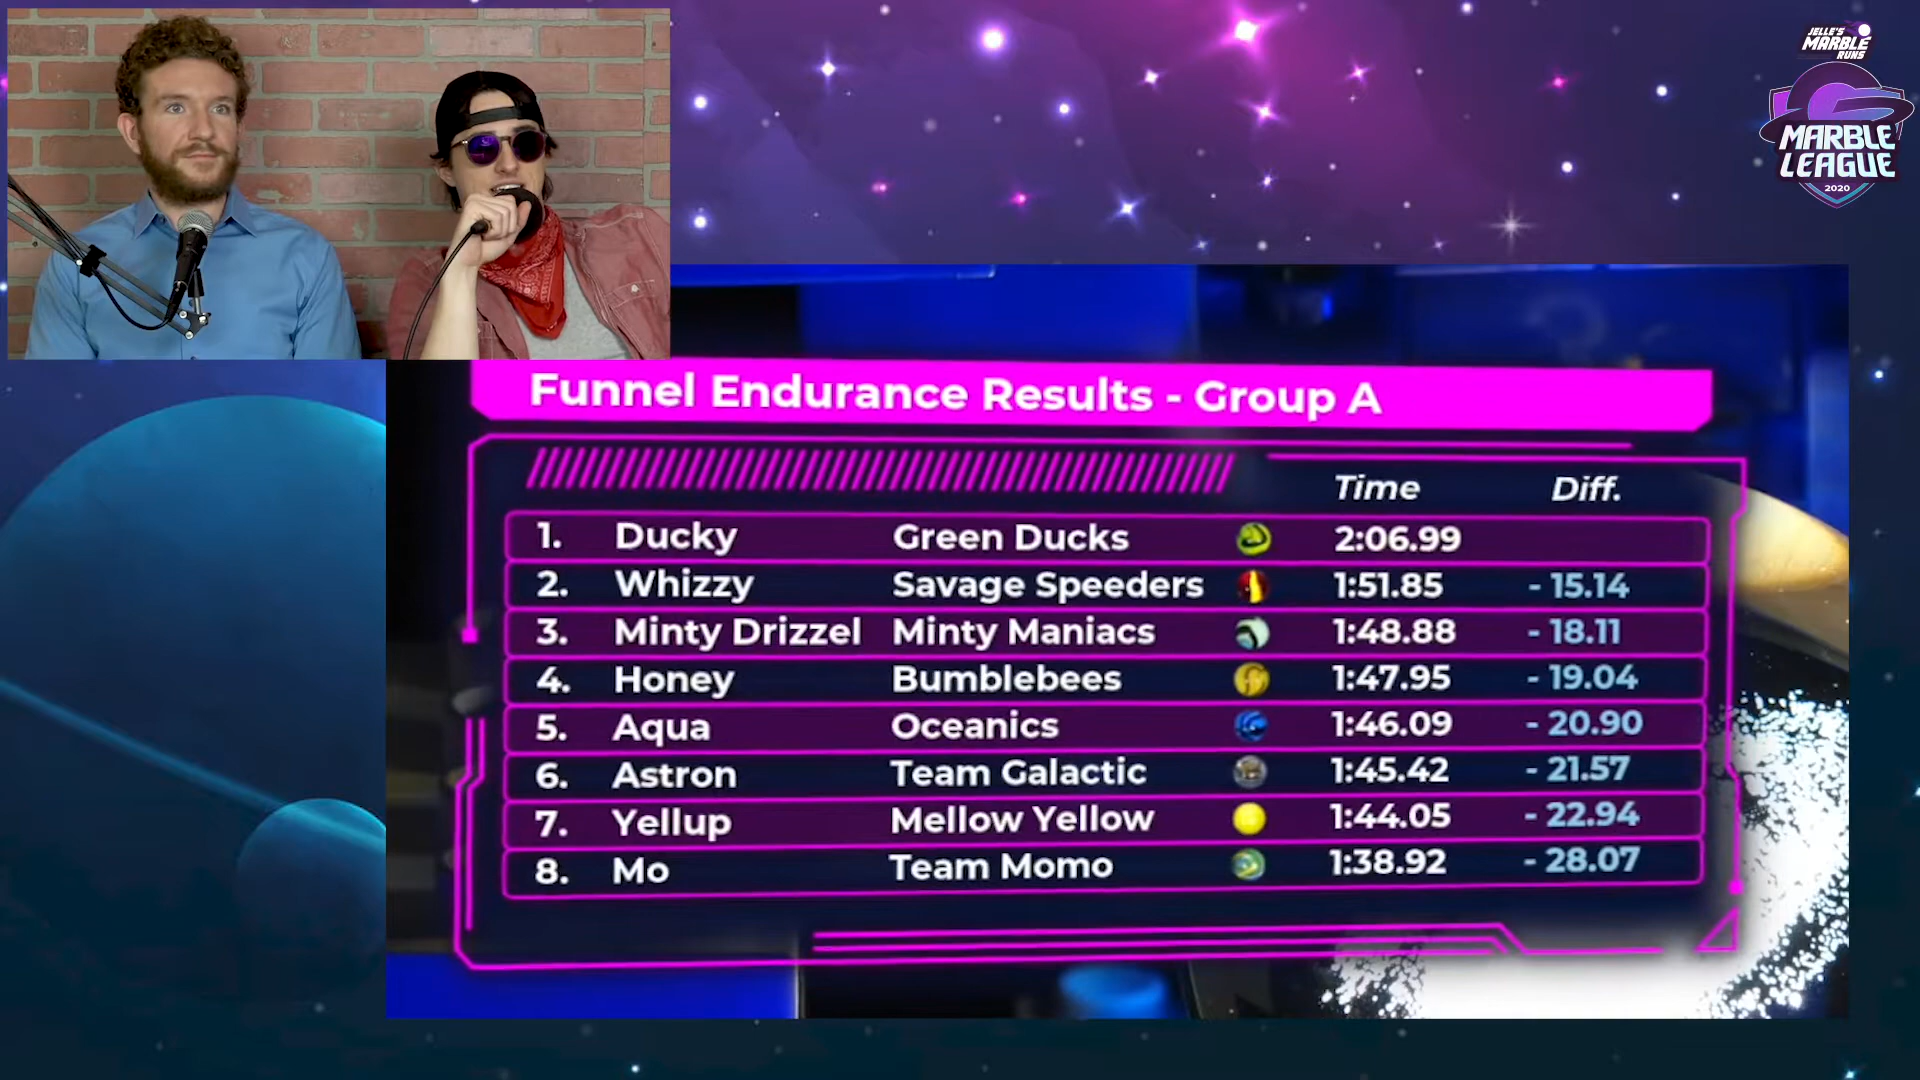 JELLE'S
MARBLE
RUNS
MARBLE
LEAGUE
2020
Funnel Endurance Results - Group A
Time Diff.
1. Ducky Green Ducks 2:06.99
2. Whizzy Savage Speeders 1:51.85 - 15.14
3. Minty Drizzel Minty Maniacs 1:48.88 - 18.11
4. Honey Bumblebees 1:47.95 - 19.04
5. Aqua Oceanics 1:46.09 - 20.90
6. Astron Team Galactic 1:45.42 - 21.57
7. Yellup Mellow Yellow 1:44.05 - 22.94
8. Mo Team Momo 1:38.92 - 28.07